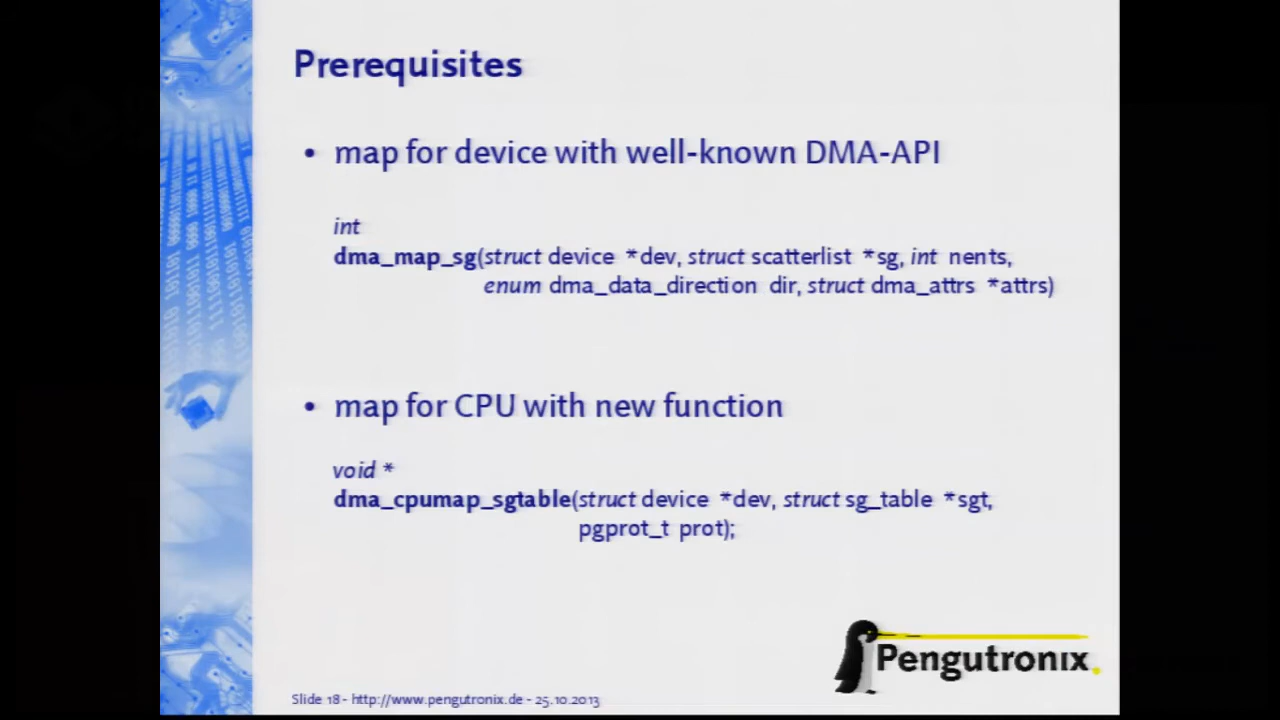 Prerequisites
• map for device with well-known DMA-API
int
dma_map_sg(struct device *dev, struct scatterlist *sg, int nents,
enum dma_data_direction dir, struct dma_attrs *attrs)
• map for CPU with new function
void *
dma_cpumap_sgtable(struct device *dev, struct sg_table *sgt,
pgprot_t prot);
Pengutronix
Slide 18 - http://www.pengutronix.de - 25.10.2013